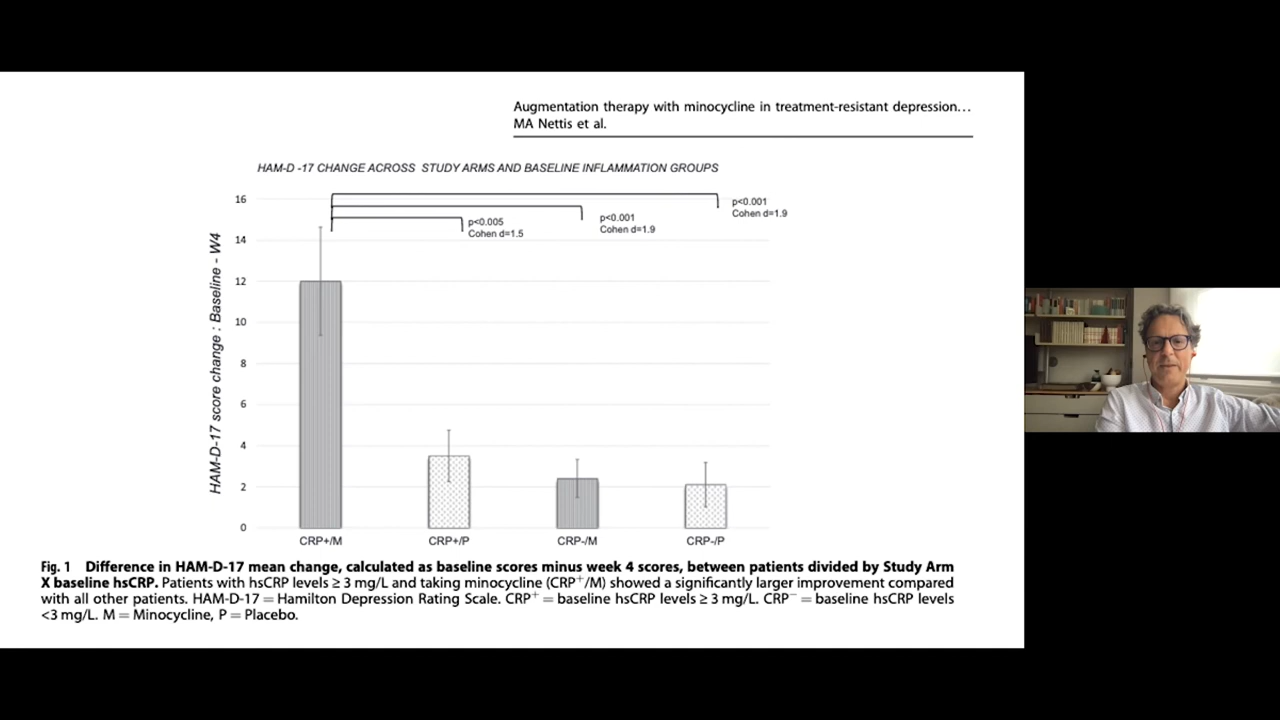 Augmentation therapy with minocycline in treatment-resistant depression…
MA Nettis et al.
HAM-D -17 CHANGE ACROSS STUDY ARMS AND BASELINE INFLAMMATION GROUPS
HAM-D-17 score change : Baseline - W4
16
14
12
10
8
6
4
2
0
p<0.005
Cohen d=1.5
p<0.001
Cohen d=1.9
p<0.001
Cohen d=1.9
CRP+/M
CRP+/P
CRP-/M
CRP-/P
Fig. 1 Difference in HAM-D-17 mean change, calculated as baseline scores minus week 4 scores, between patients divided by Study Arm
X baseline hsCRP. Patients with hsCRP levels ≥ 3 mg/L and taking minocycline (CRP⁺/M) showed a significantly larger improvement compared
with all other patients. HAM-D-17 = Hamilton Depression Rating Scale. CRP⁺ = baseline hsCRP levels ≥ 3 mg/L. CRP⁻ = baseline hsCRP levels
<3 mg/L. M = Minocycline, P = Placebo.